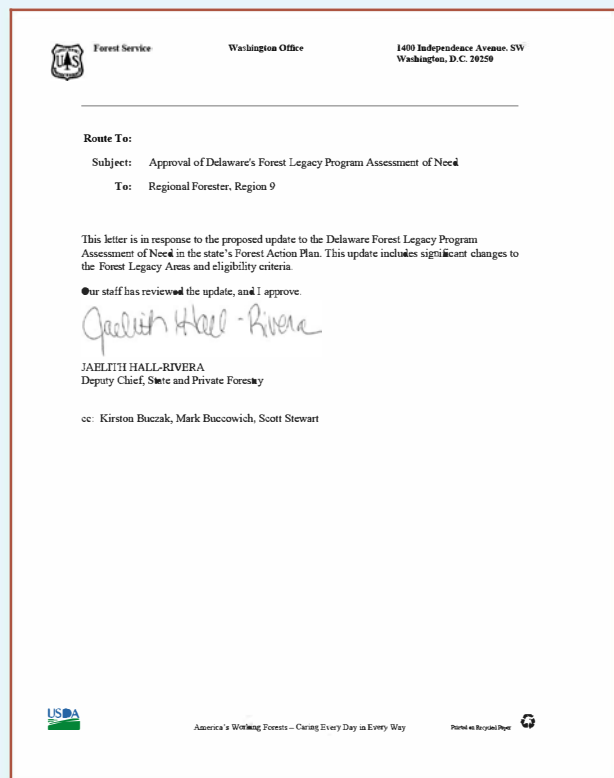 Forest Service
Washington Office
1400 Independence Avenue. SW
Washington, D.C. 20250
Route To:
Subject: Approval of Delaware's Forest Legacy Program Assessment of Need
To: Regional Forester, Region 9
This letter is in response to the proposed update to the Delaware Forest Legacy Program
Assessment of Need in the state's Forest Action Plan. This update includes significant changes to
the Forest Legacy Areas and eligibility criteria.
Our staff has reviewed the update, and I approve.
Jaelith Hall-Rivera
JAELITH HALL-RIVERA
Deputy Chief, State and Private Forestry
cc: Kirston Buczak, Mark Buccowich, Scott Stewart
USDA
America's Working Forests – Caring Every Day in Every Way
Printed on Recycled Paper